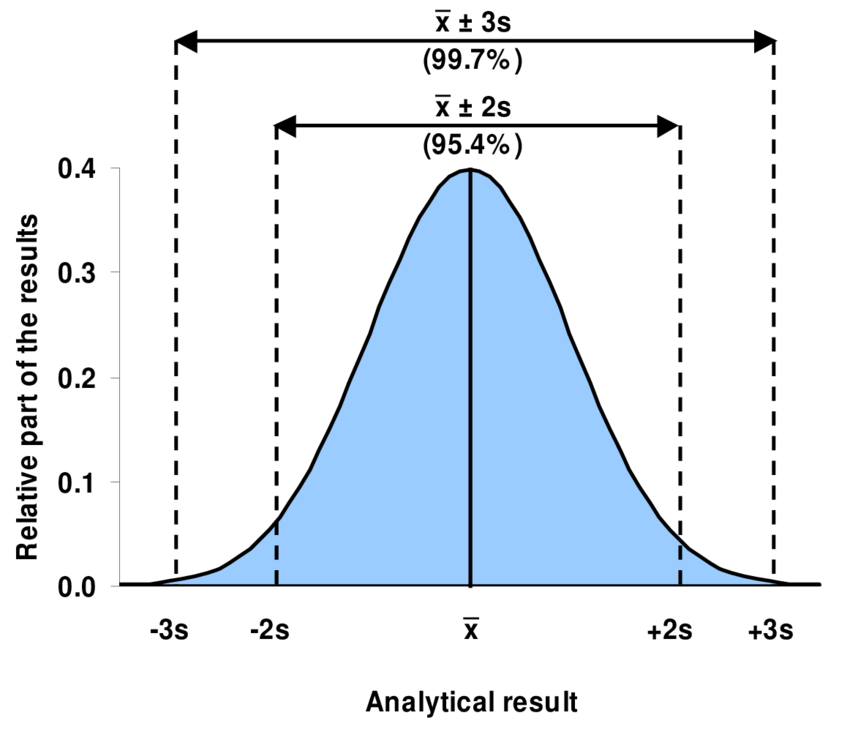 x̅ ± 3s
(99.7%)
x̅ ± 2s
(95.4%)
0.4
0.3
0.2
0.1
0.0
Relative part of the results
-3s -2s x̅ +2s +3s
Analytical result